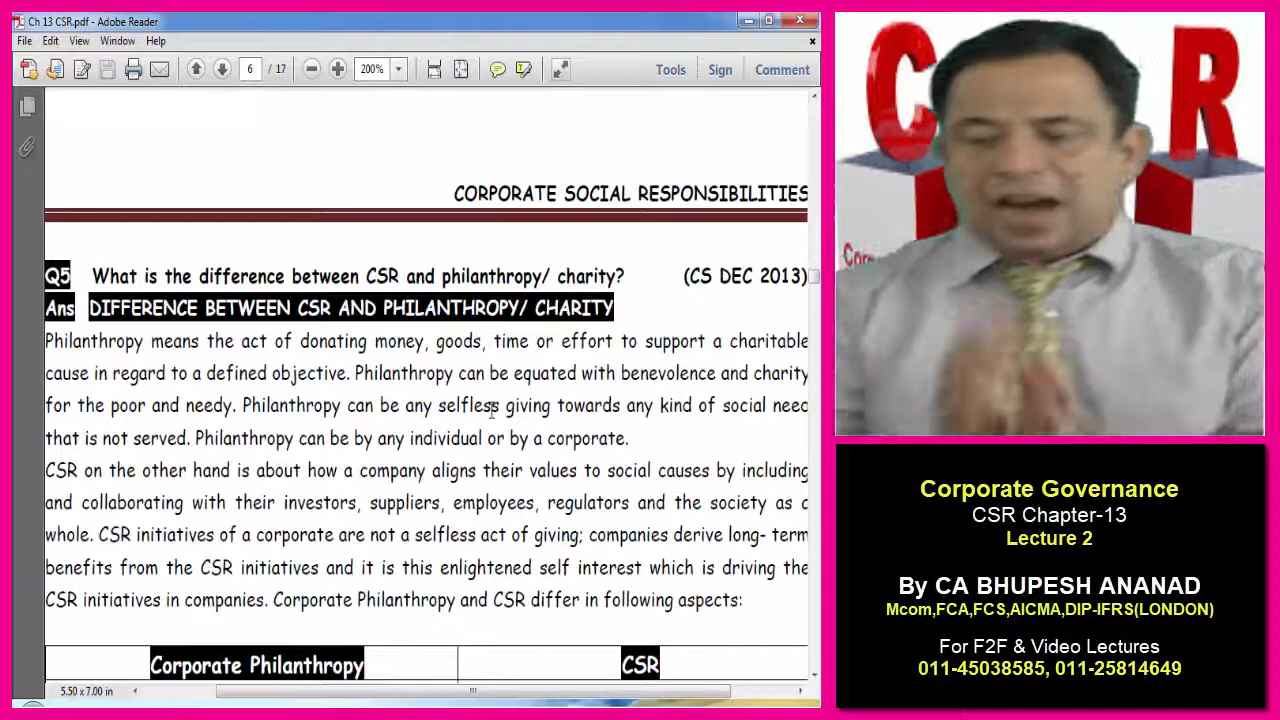 Ch 13 CSR.pdf - Adobe Reader
File Edit View Window Help
6 / 17 200% Tools Sign Comment
CORPORATE SOCIAL RESPONSIBILITIES
Q5 What is the difference between CSR and philanthropy/ charity? (CS DEC 2013)
Ans DIFFERENCE BETWEEN CSR AND PHILANTHROPY/ CHARITY
Philanthropy means the act of donating money, goods, time or effort to support a charitable
cause in regard to a defined objective. Philanthropy can be equated with benevolence and charity
for the poor and needy. Philanthropy can be any selfless giving towards any kind of social need
that is not served. Philanthropy can be by any individual or by a corporate.
CSR on the other hand is about how a company aligns their values to social causes by including
and collaborating with their investors, suppliers, employees, regulators and the society as a
whole. CSR initiatives of a corporate are not a selfless act of giving; companies derive long- term
benefits from the CSR initiatives and it is this enlightened self interest which is driving the
CSR initiatives in companies. Corporate Philanthropy and CSR differ in following aspects:
Corporate Philanthropy CSR
5.50 x 7.00 in
C R
Corporate Governance
CSR Chapter-13
Lecture 2
By CA BHUPESH ANANAD
Mcom,FCA,FCS,AICMA,DIP-IFRS(LONDON)
For F2F & Video Lectures
011-45038585, 011-25814649